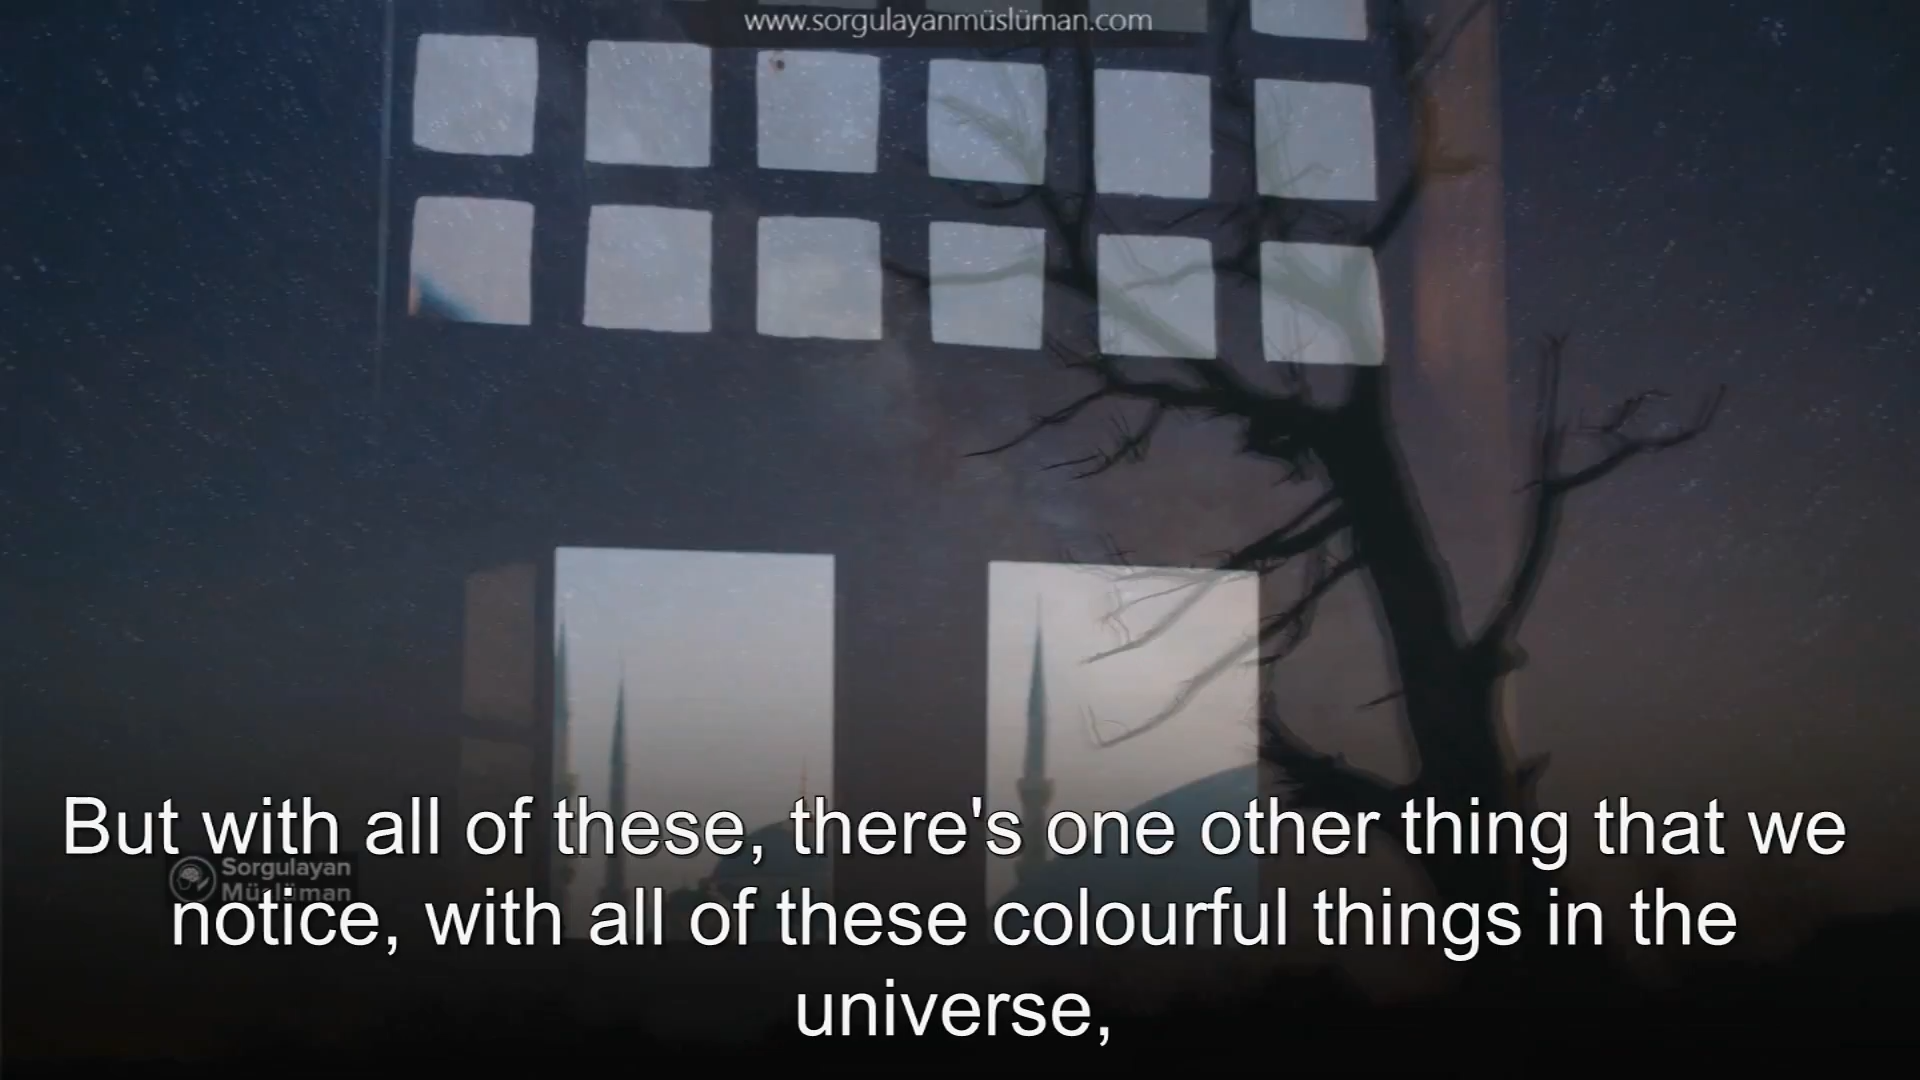 www.sorgulayanmüslüman.com
But with all of these, there's one other thing that we
Sorgulayan
Müslüman
notice, with all of these colourful things in the
universe,